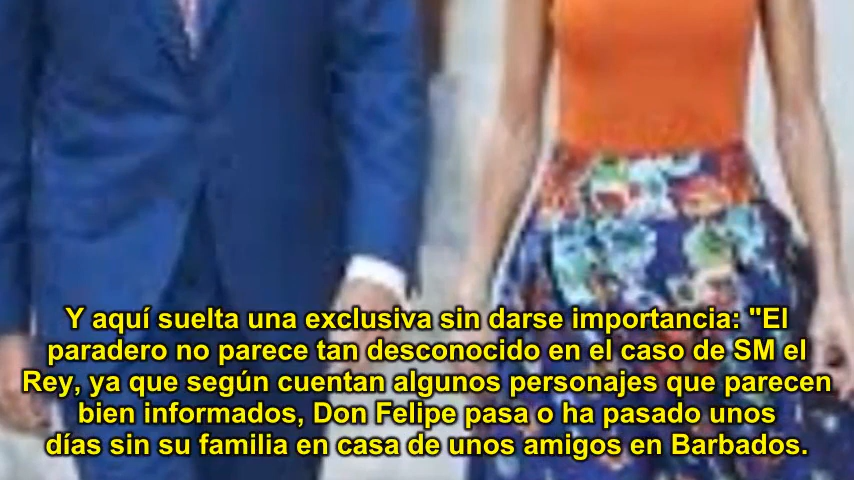 Y aquí suelta una exclusiva sin darse importancia: "El
paradero no parece tan desconocido en el caso de SM el
Rey, ya que según cuentan algunos personajes que parecen
bien informados, Don Felipe pasa o ha pasado unos
días sin su familia en casa de unos amigos en Barbados.